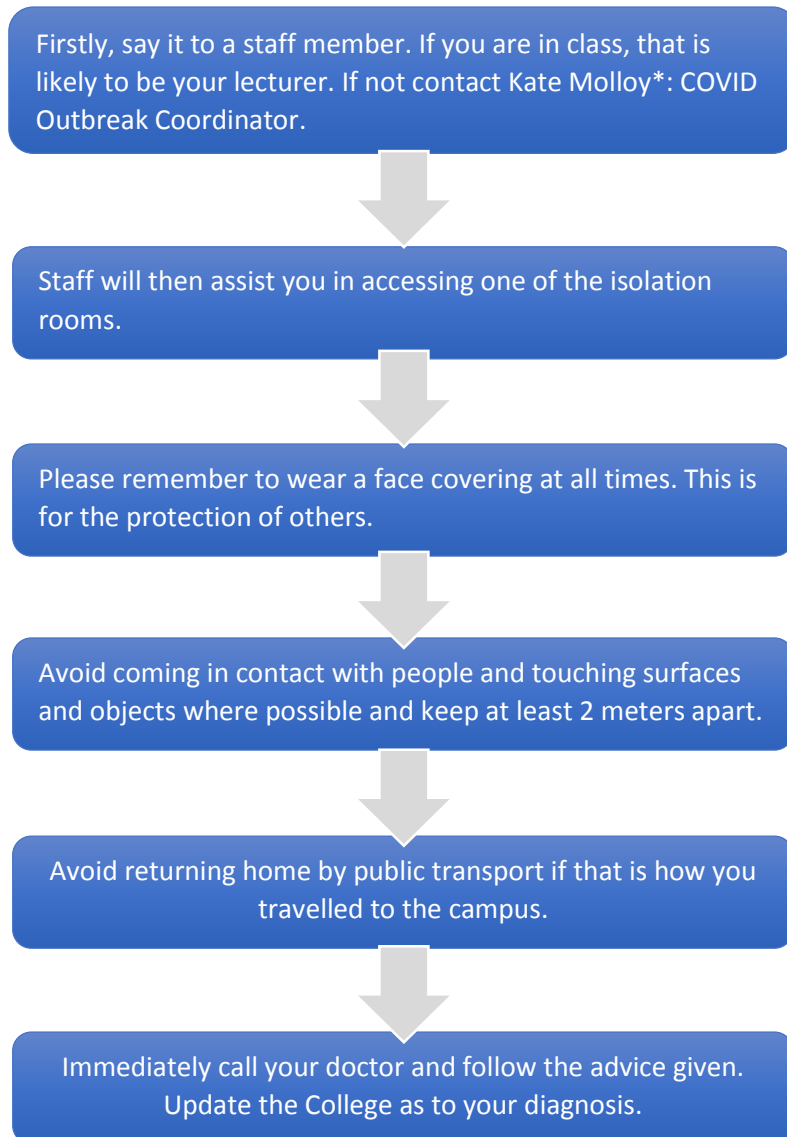 Firstly, say it to a staff member. If you are in class, that is
likely to be your lecturer. If not contact Kate Molloy*: COVID
Outbreak Coordinator.
Staff will then assist you in accessing one of the isolation
rooms.
Please remember to wear a face covering at all times. This is
for the protection of others.
Avoid coming in contact with people and touching surfaces
and objects where possible and keep at least 2 meters apart.
Avoid returning home by public transport if that is how you
travelled to the campus.
Immediately call your doctor and follow the advice given.
Update the College as to your diagnosis.